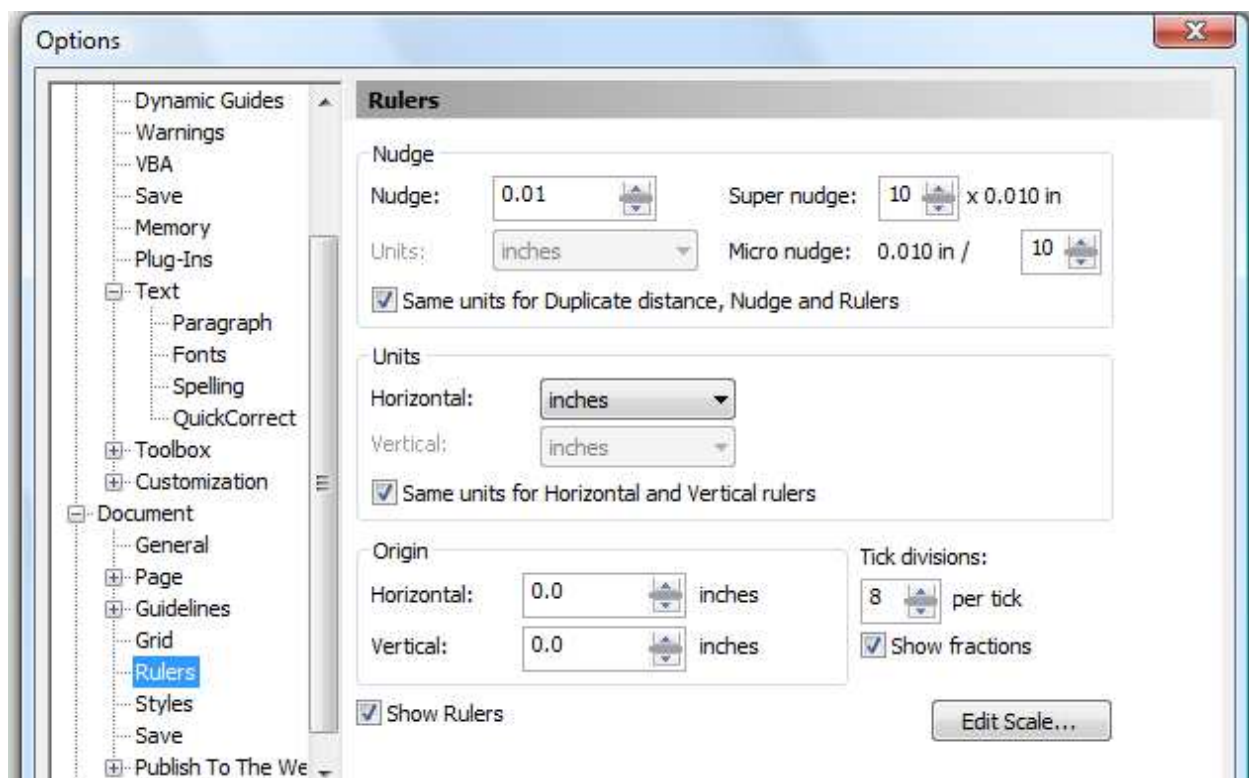 Options
Dynamic Guides
Warnings
VBA
Save
Memory
Plug-Ins
Text
Paragraph
Fonts
Spelling
QuickCorrect
Toolbox
Customization
Document
General
Page
Guidelines
Grid
Rulers
Styles
Save
Publish To The We
Rulers
Nudge
Nudge: 0.01 Super nudge: 10 x 0.010 in
Units: inches Micro nudge: 0.010 in / 10
Same units for Duplicate distance, Nudge and Rulers
Units
Horizontal: inches
Vertical: inches
Same units for Horizontal and Vertical rulers
Origin
Horizontal: 0.0 inches
Vertical: 0.0 inches
Tick divisions:
8 per tick
Show fractions
Show Rulers
Edit Scale...